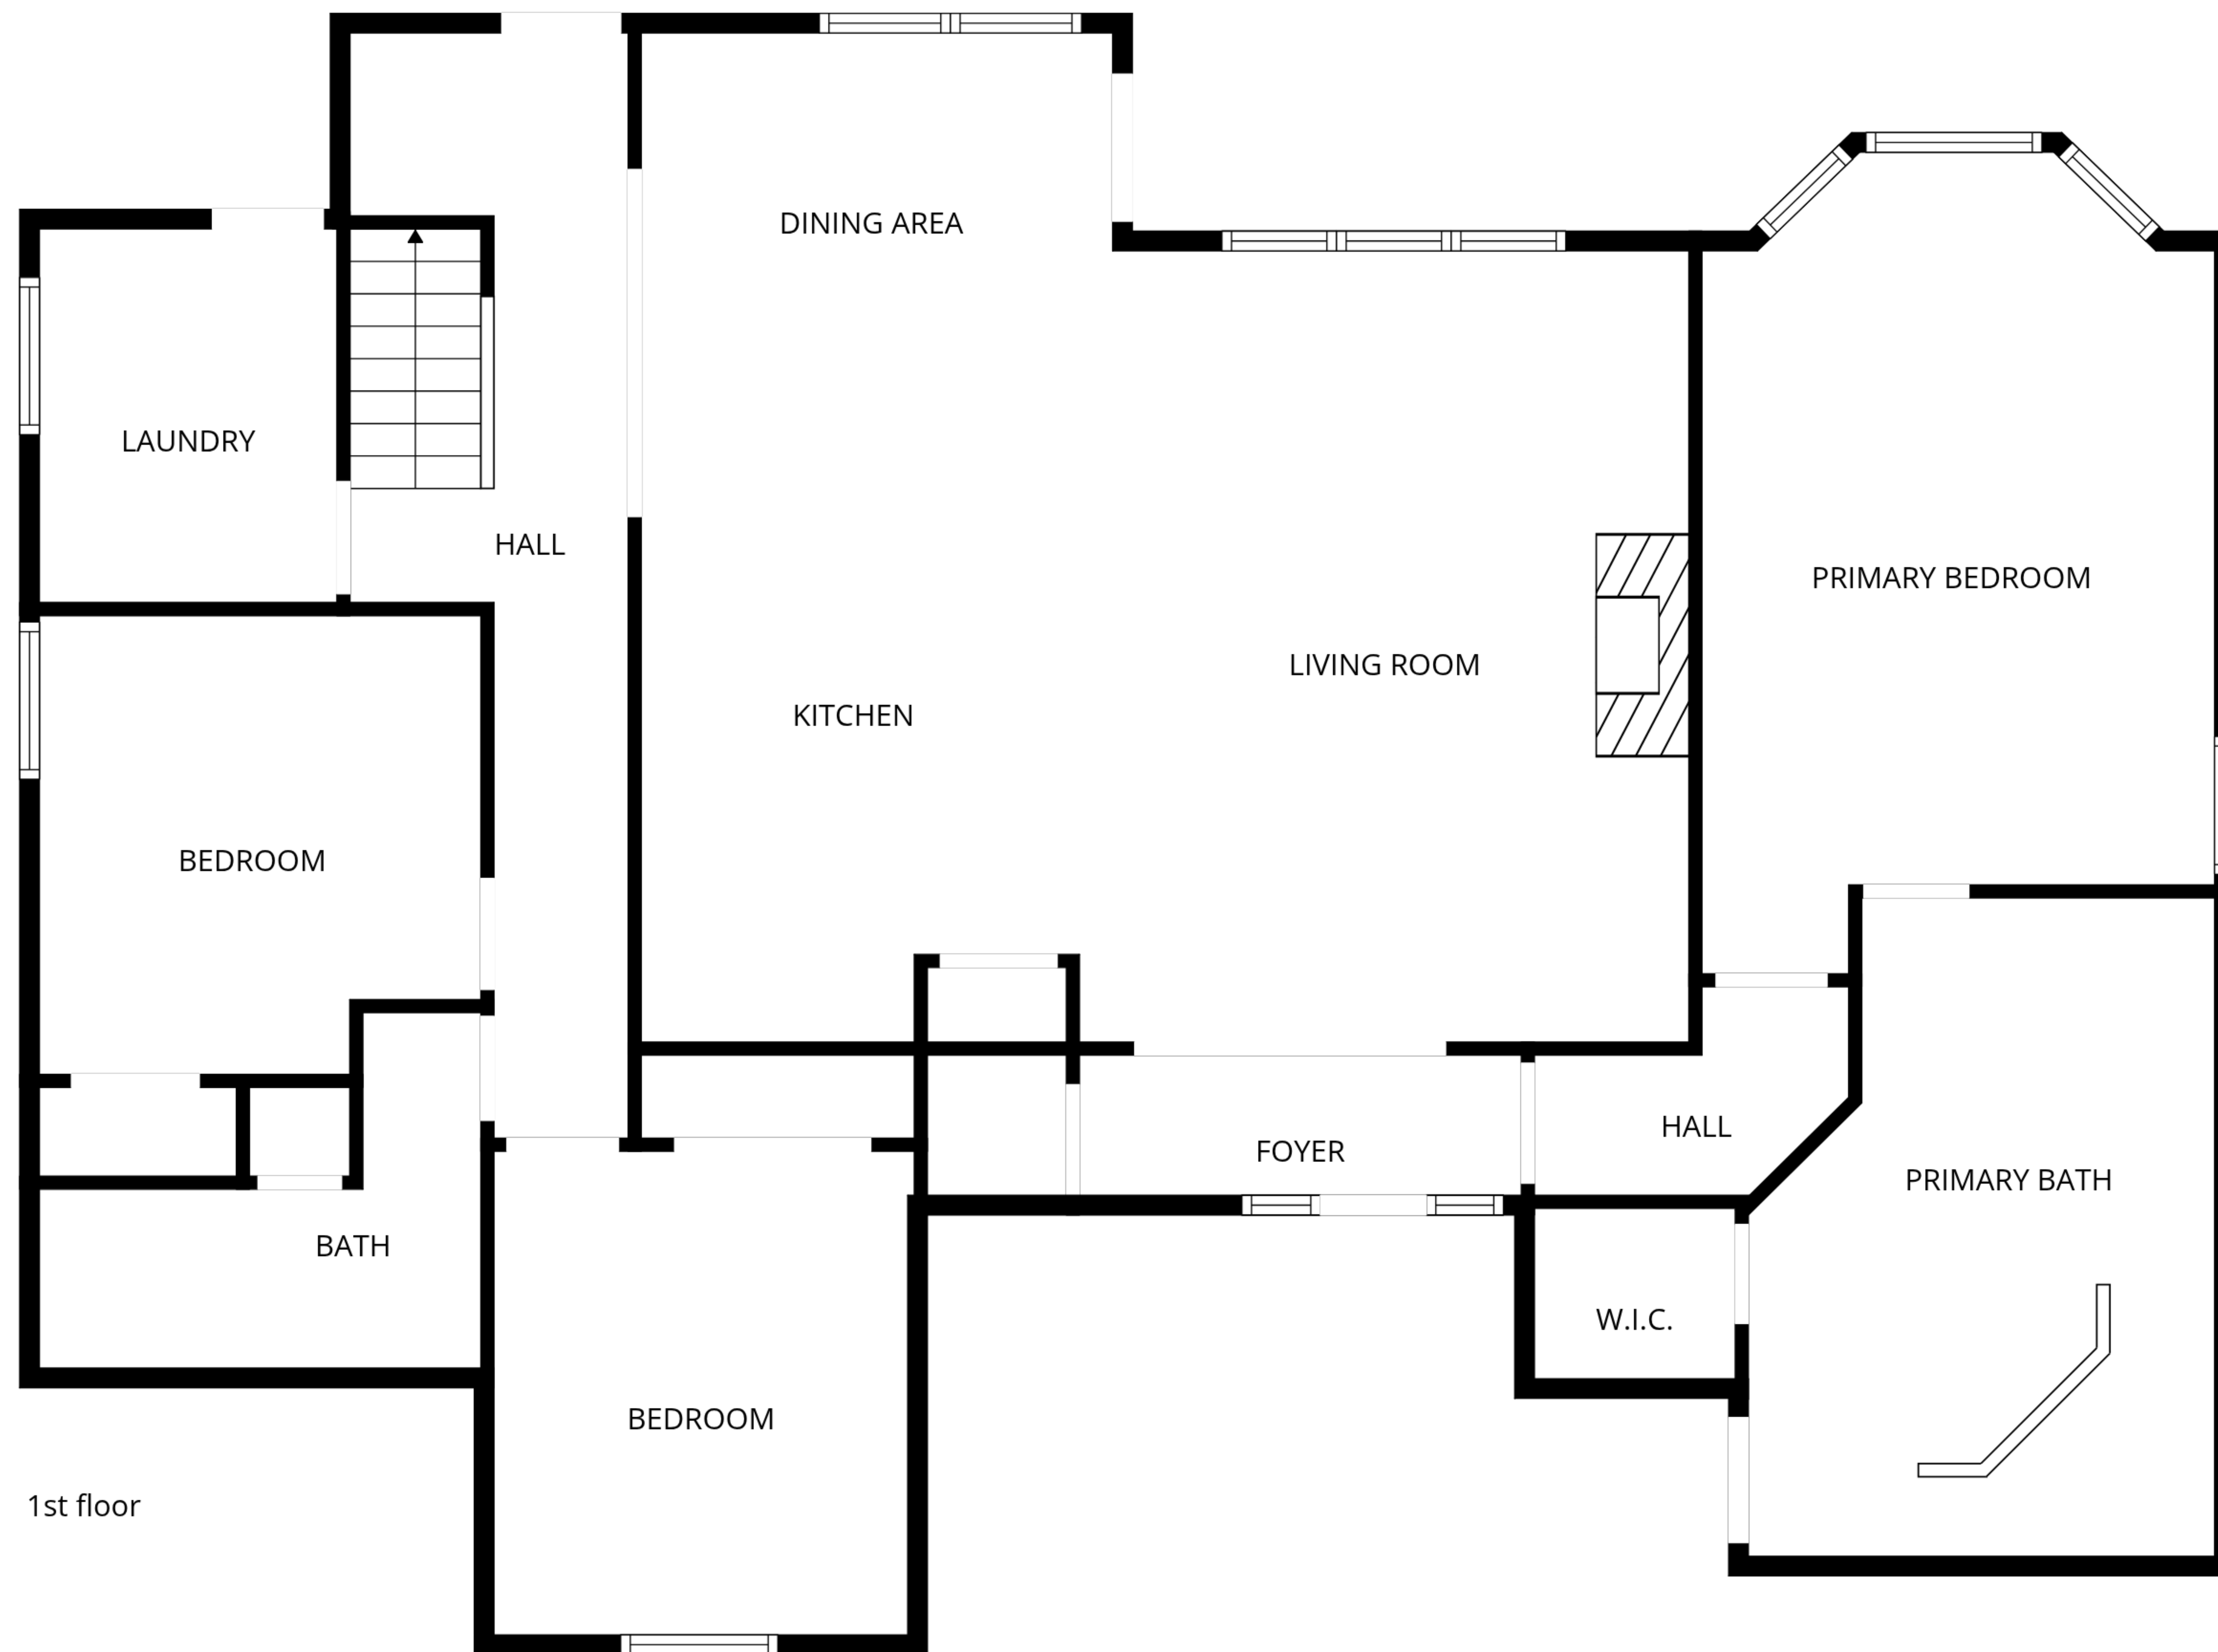 DINING AREA
LAUNDRY
HALL
PRIMARY BEDROOM
LIVING ROOM
KITCHEN
BEDROOM
HALL
FOYER
PRIMARY BATH
BATH
W.I.C.
BEDROOM
1st floor